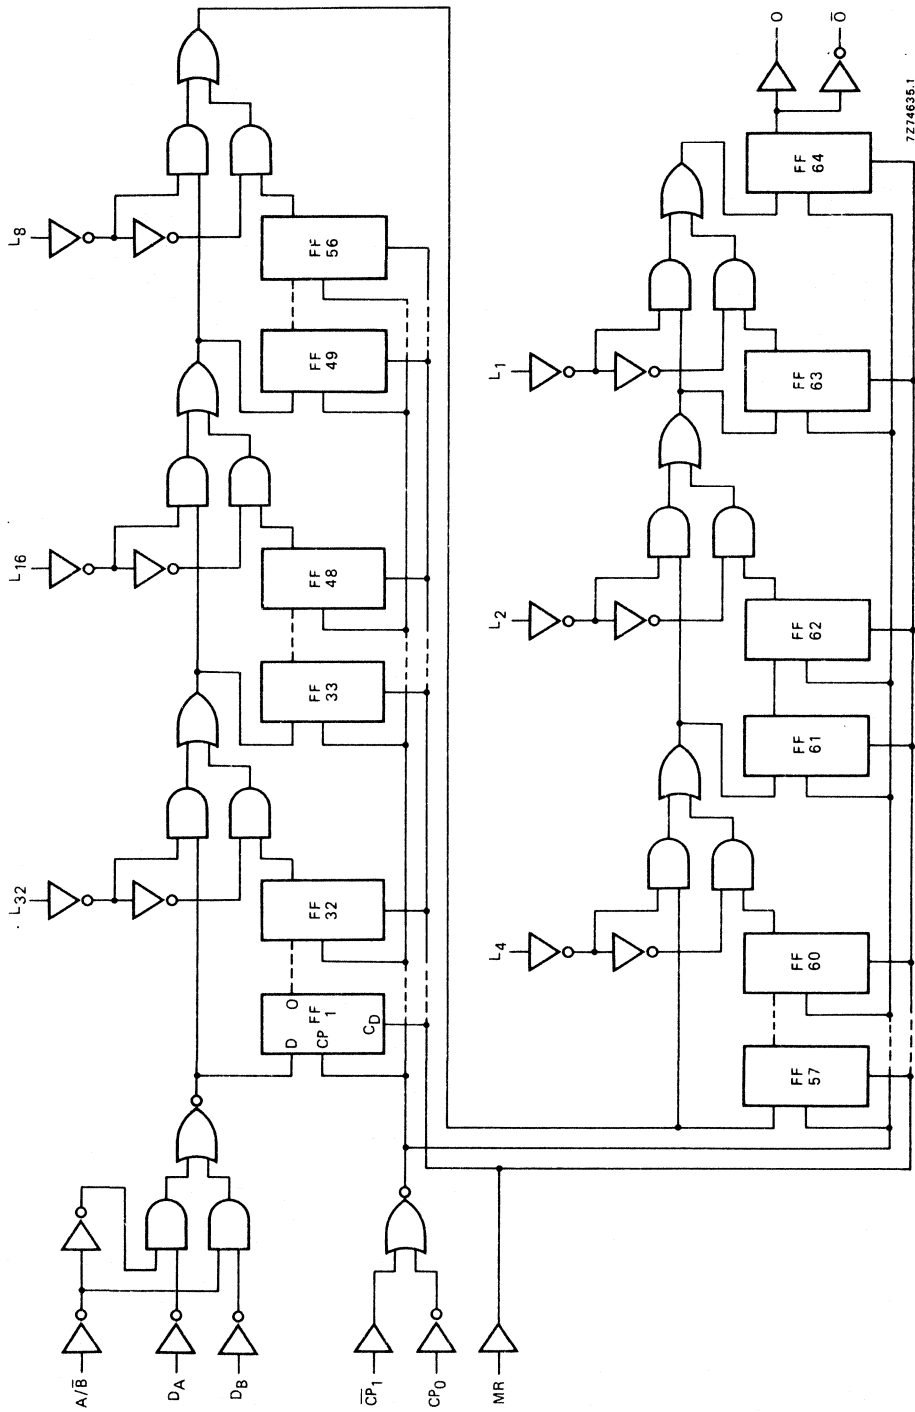 L8
L16
L32
FF
56
FF
49
FF
48
FF
33
FF
32
D
O
FF
1
CP
CD
A/B̅
DA
DB
C̅P̅1
CP0
MR
O
O̅
FF
64
L1
FF
63
L2
FF
62
FF
61
L4
FF
60
FF
57
7Z74635.1